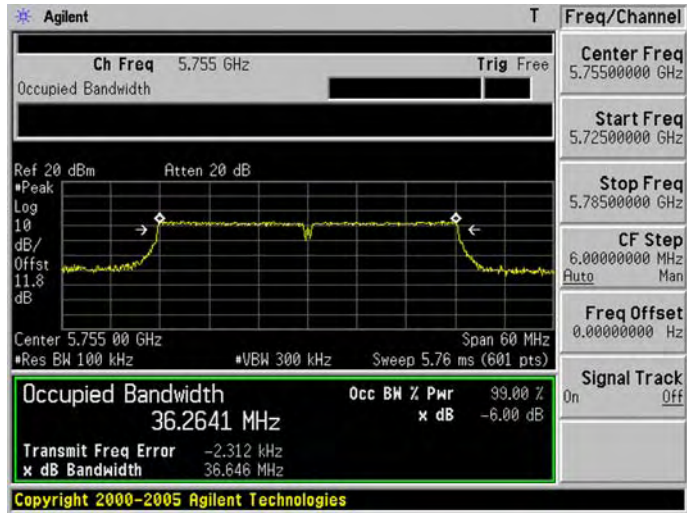 Agilent T Freq/Channel
Ch Freq 5.755 GHz Trig Free
Occupied Bandwidth
Center Freq
5.75500000 GHz
Start Freq
5.72500000 GHz
Stop Freq
5.78500000 GHz
CF Step
6.00000000 MHz
Auto Man
Freq Offset
0.00000000 Hz
Signal Track
On Off
Ref 20 dBm Atten 20 dB
#Peak
Log
10
dB/
Offst
11.8
dB
Center 5.755 00 GHz Span 60 MHz
#Res BW 100 kHz #VBW 300 kHz Sweep 5.76 ms (601 pts)
Occupied Bandwidth Occ BW % Pwr 99.00 %
36.2641 MHz x dB -6.00 dB
Transmit Freq Error -2.312 kHz
x dB Bandwidth 36.646 MHz
Copyright 2000-2005 Agilent Technologies